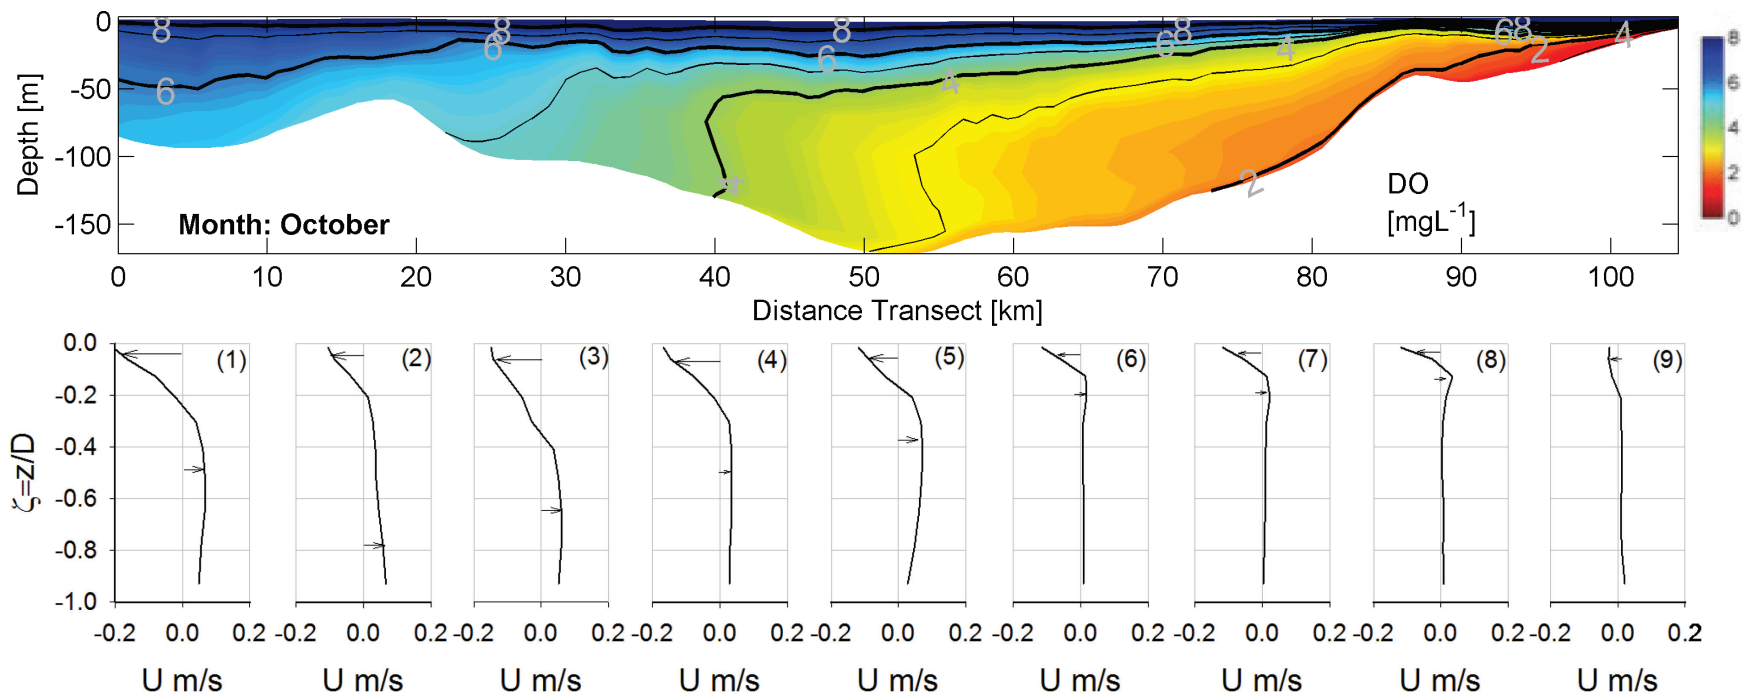 8 8 8 8 8 4
6 6 6 6 6
0
-50
-100
-150
Depth [m]
6 4 4 2
4 2
Month: October
DO
[mgL-1]
8
6
4
2
0
0 10 20 30 40 50 60 70 80 90 100
Distance Transect [km]
0.0
-0.2
-0.4
-0.6
-0.8
-1.0
ζ=z/D
(1) (2) (3) (4) (5) (6) (7) (8) (9)
-0.2 0.0 0.2 -0.2 0.0 0.2 -0.2 0.0 0.2 -0.2 0.0 0.2 -0.2 0.0 0.2 -0.2 0.0 0.2 -0.2 0.0 0.2 -0.2 0.0 0.2 -0.2 0.0 0.2
U m/s U m/s U m/s U m/s U m/s U m/s U m/s U m/s U m/s